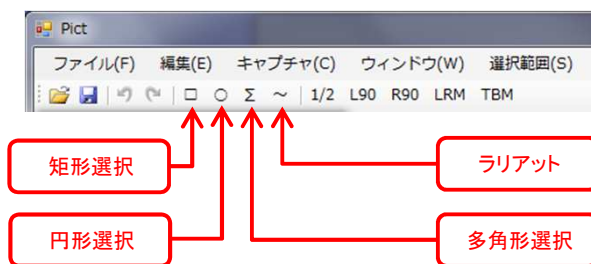 Pict
ファイル(F) 編集(E) キャプチャ(C) ウィンドウ(W) 選択範囲(S)
□ ○ Σ ～ 1/2 L90 R90 LRM TBM
矩形選択 ラリアット
円形選択 多角形選択